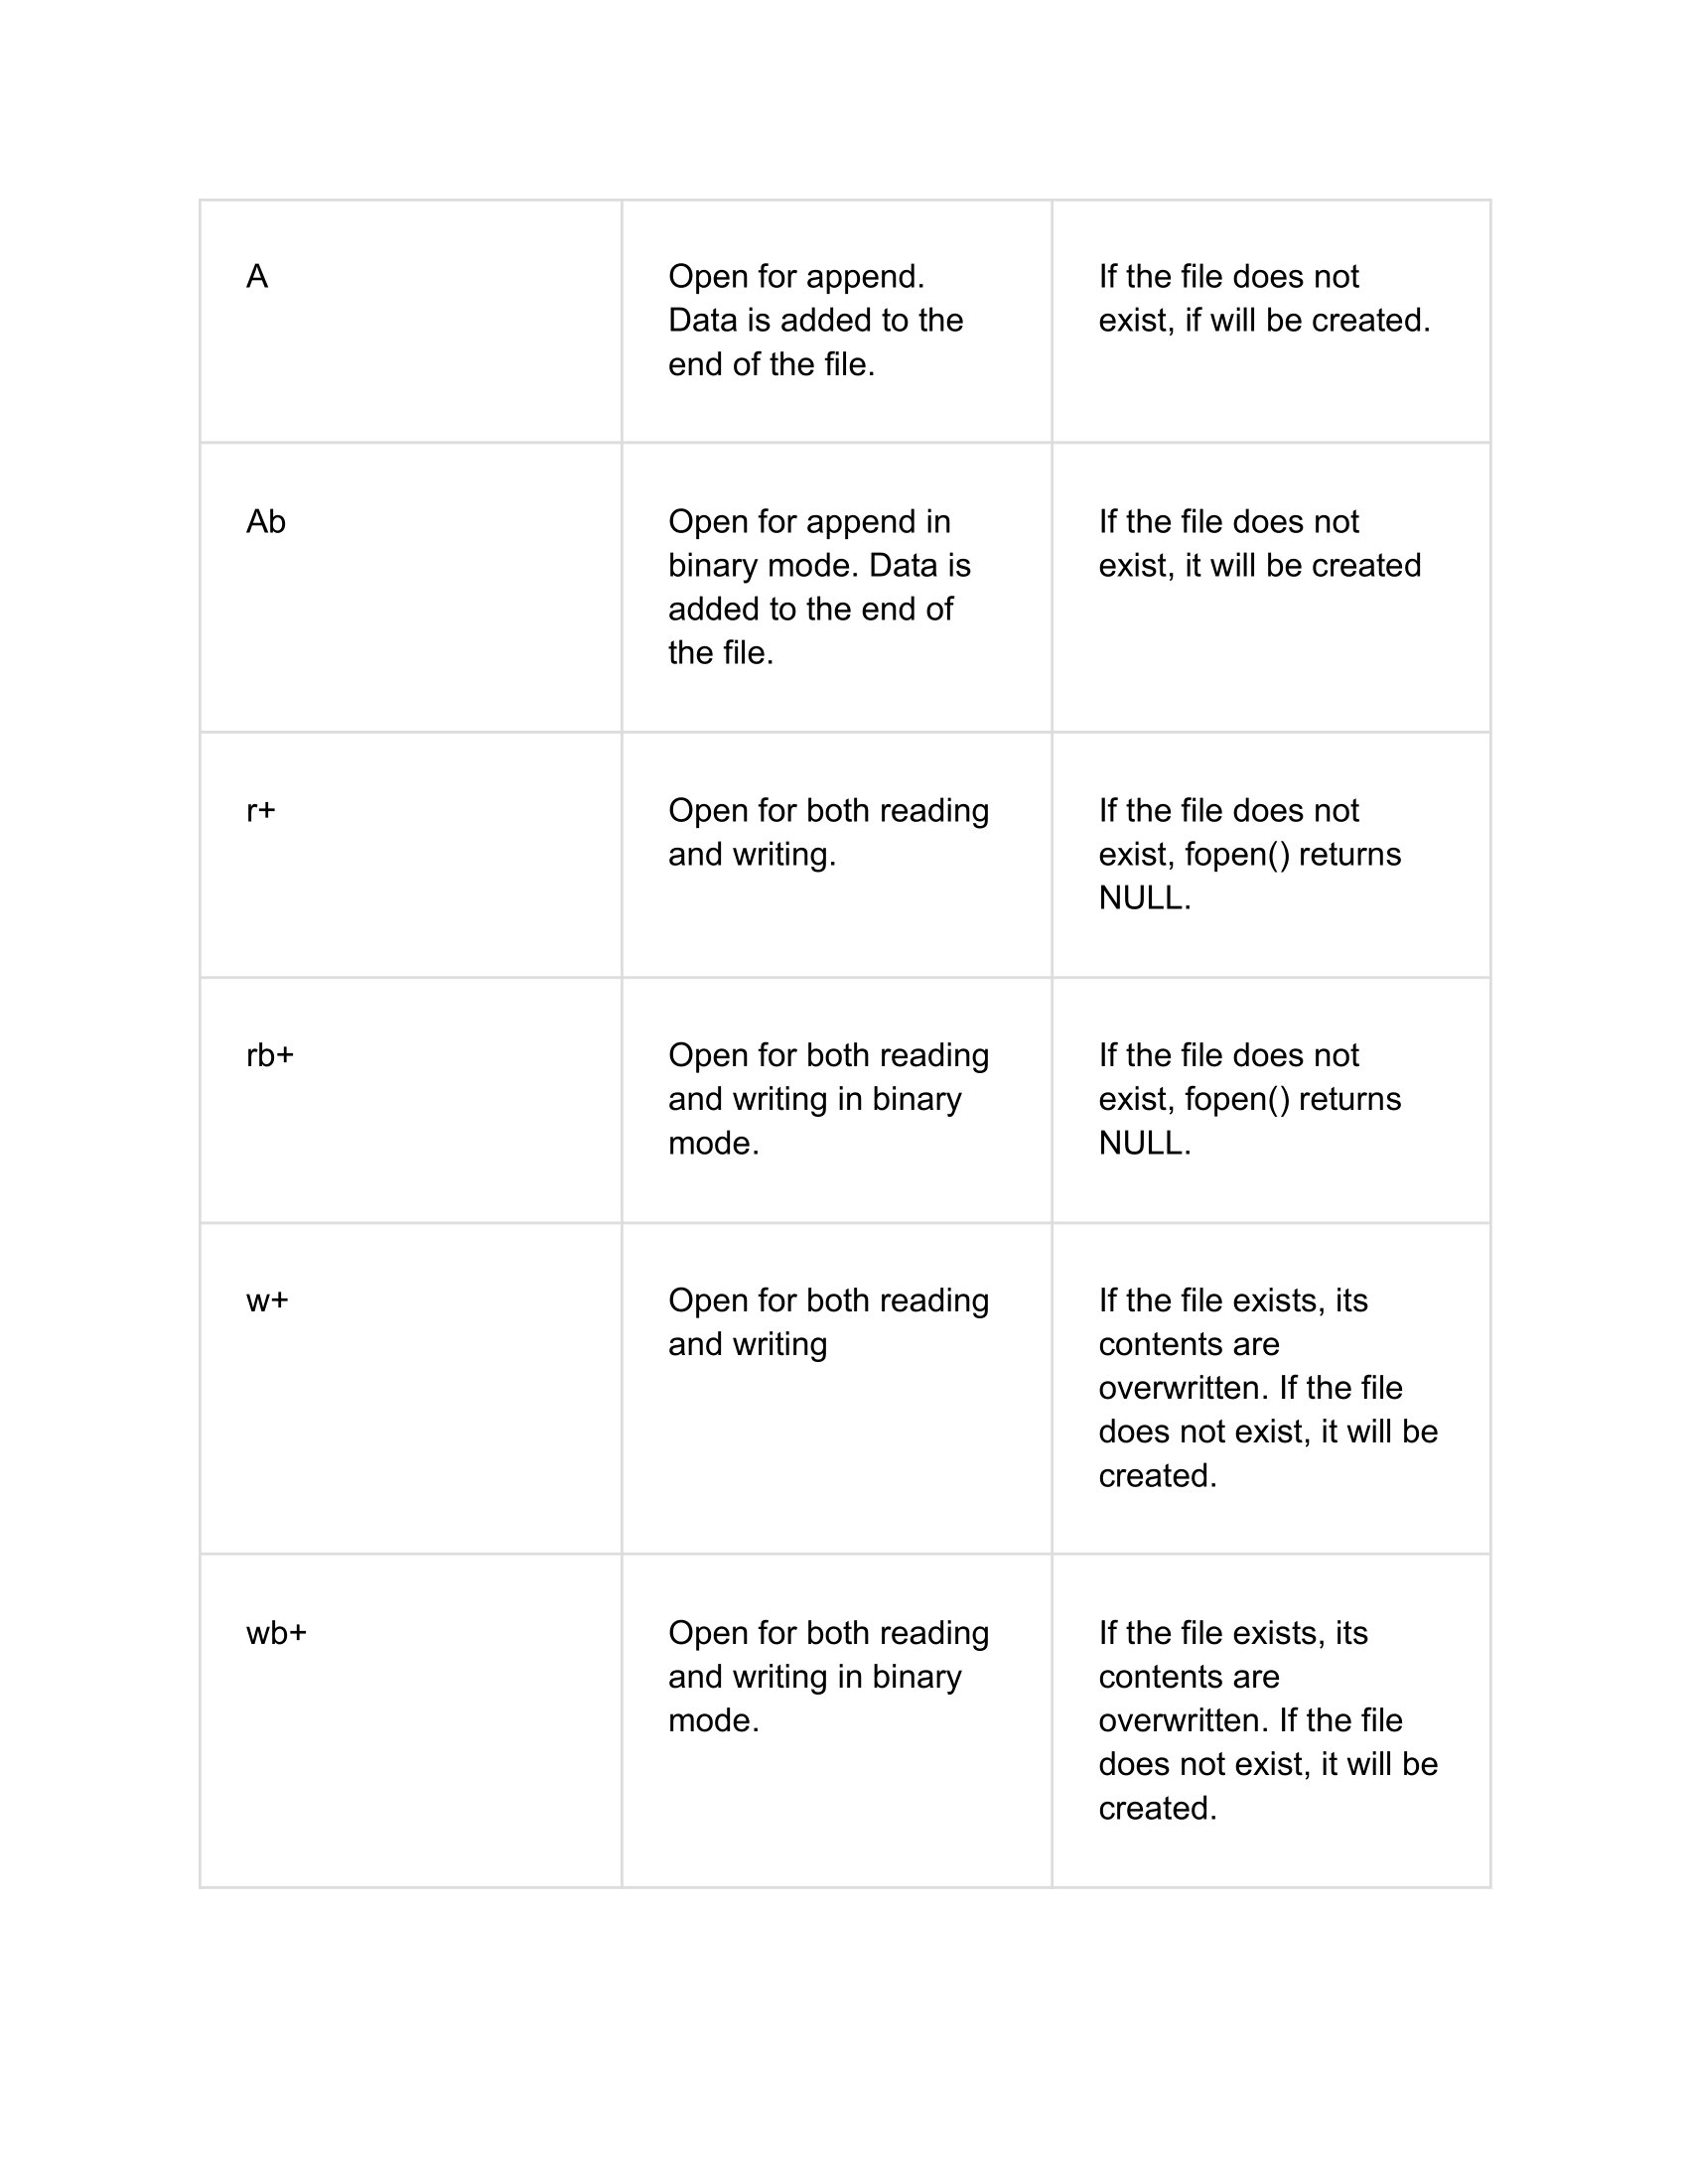 A
Open for append.
Data is added to the
end of the file.
If the file does not
exist, if will be created.
Ab
Open for append in
binary mode. Data is
added to the end of
the file.
If the file does not
exist, it will be created
r+
Open for both reading
and writing.
If the file does not
exist, fopen() returns
NULL.
rb+
Open for both reading
and writing in binary
mode.
If the file does not
exist, fopen() returns
NULL.
w+
Open for both reading
and writing
If the file exists, its
contents are
overwritten. If the file
does not exist, it will be
created.
wb+
Open for both reading
and writing in binary
mode.
If the file exists, its
contents are
overwritten. If the file
does not exist, it will be
created.